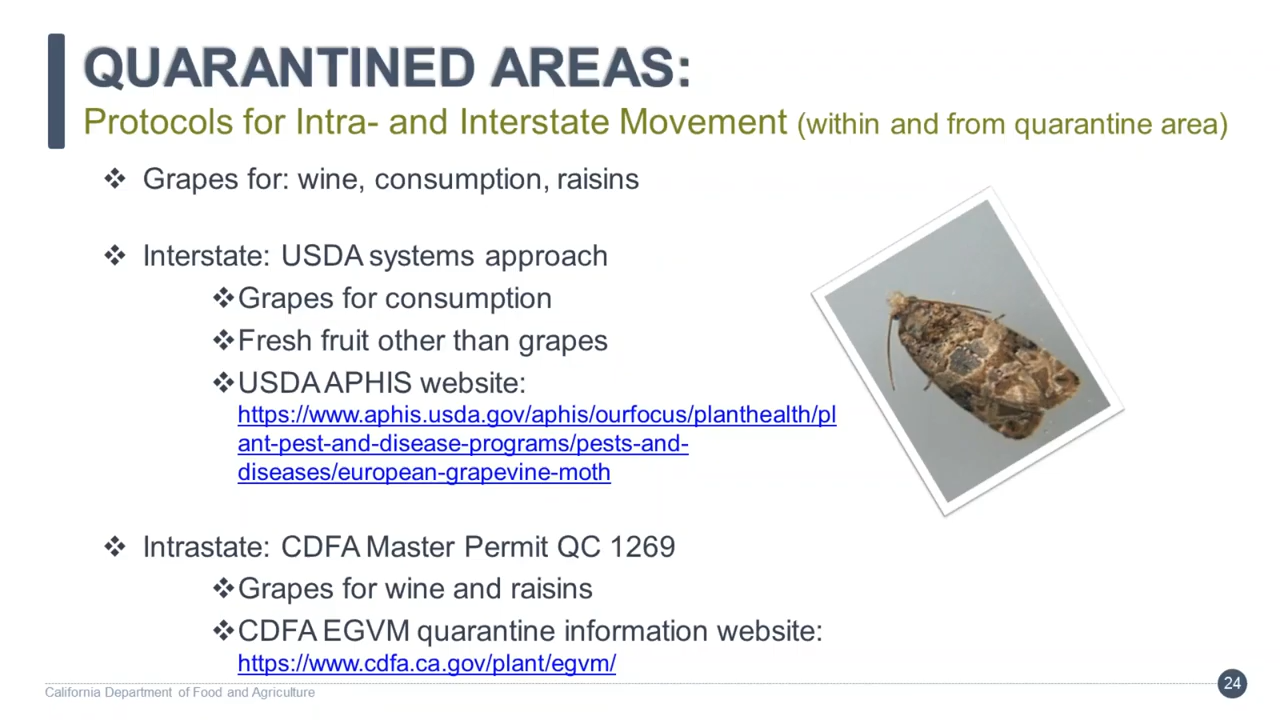 QUARANTINED AREAS:
Protocols for Intra- and Interstate Movement (within and from quarantine area)
❖ Grapes for: wine, consumption, raisins
❖ Interstate: USDA systems approach
❖Grapes for consumption
❖Fresh fruit other than grapes
❖USDA APHIS website:
https://www.aphis.usda.gov/aphis/ourfocus/planthealth/pl
ant-pest-and-disease-programs/pests-and-
diseases/european-grapevine-moth
❖ Intrastate: CDFA Master Permit QC 1269
❖Grapes for wine and raisins
❖CDFA EGVM quarantine information website:
https://www.cdfa.ca.gov/plant/egvm/
California Department of Food and Agriculture
24